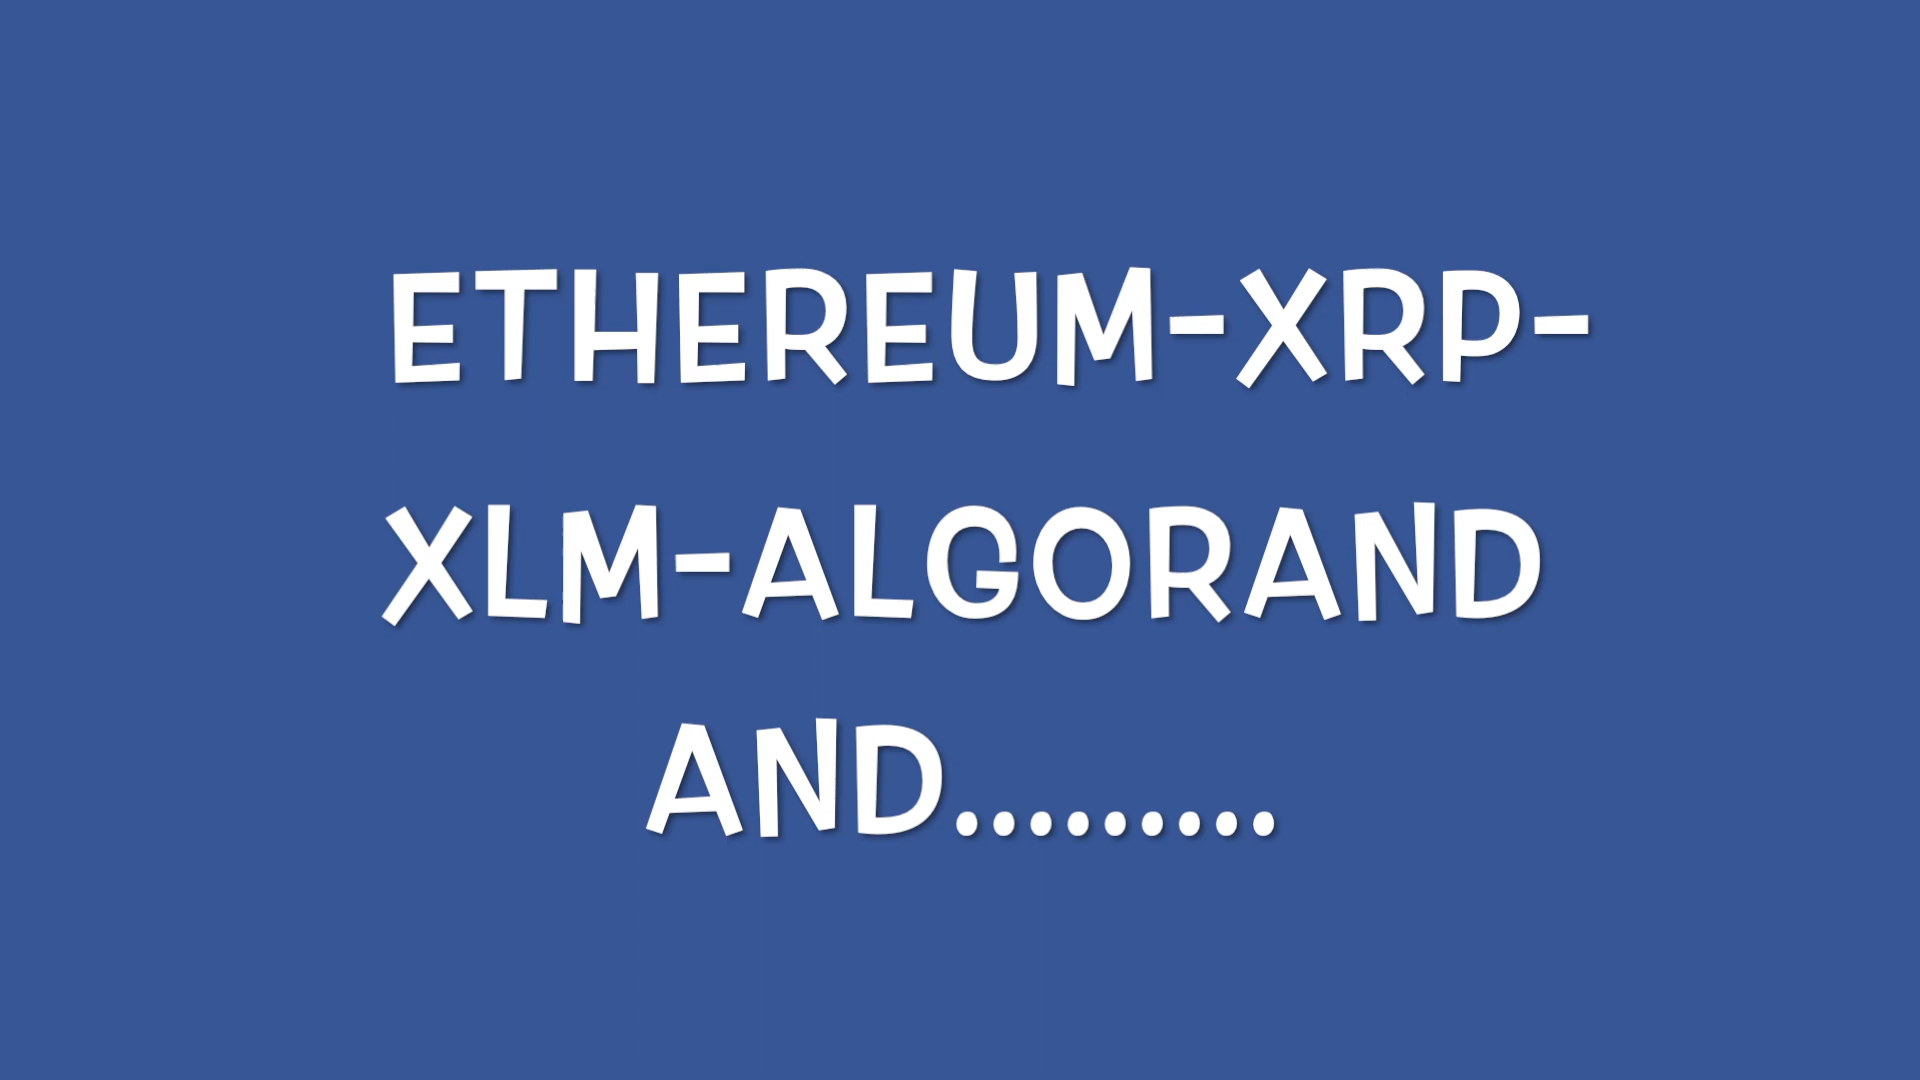 ETHEREUM-XRP-
XLM-ALGORAND
AND.........